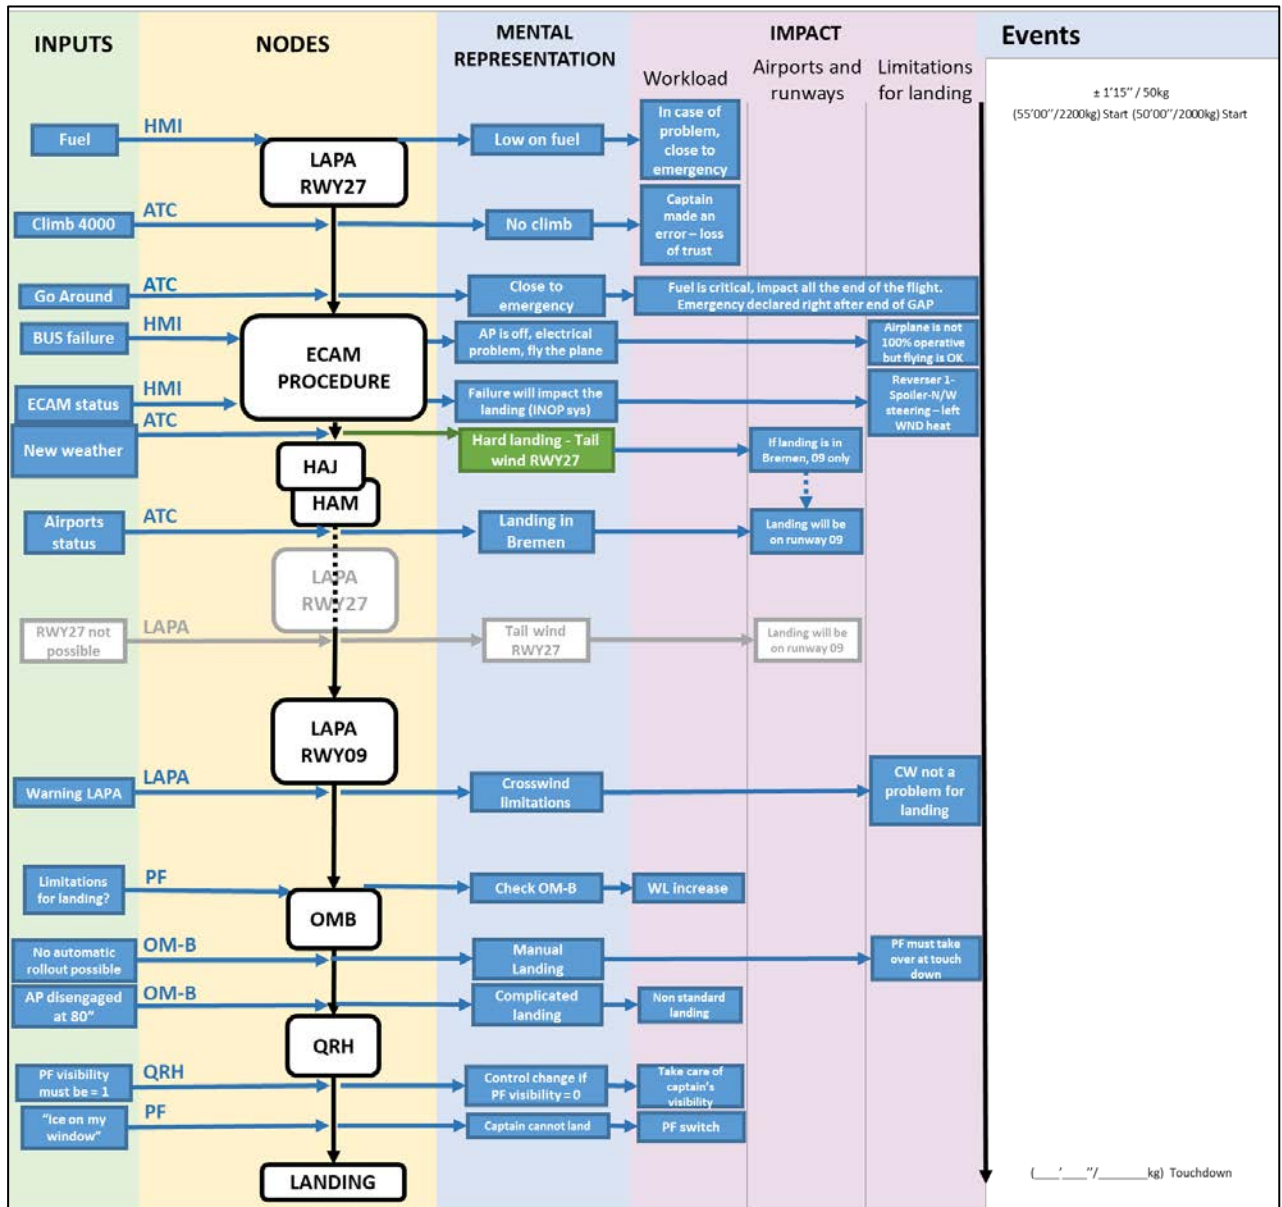 INPUTS
NODES
MENTAL
REPRESENTATION
IMPACT
Events
Workload
Airports and
runways
Limitations
for landing
± 1'15'' / 50kg
(55'00''/2200kg) Start (50'00''/2000kg) Start
Fuel
HMI
LAPA
RWY27
Low on fuel
In case of
problem,
close to
emergency
Climb 4000
ATC
No climb
Captain
made an
error – loss
of trust
Go Around
ATC
Close to
emergency
Fuel is critical, impact all the end of the flight.
Emergency declared right after end of GAP
BUS failure
HMI
ECAM
PROCEDURE
AP is off, electrical
problem, fly the plane
Airplane is not
100% operative
but flying is OK
ECAM status
HMI
Failure will impact the
landing (INOP sys)
Reverser 1-
Spoiler-N/W
steering – left
WND heat
New weather
ATC
HAJ
Hard landing - Tail
wind RWY27
If landing is in
Bremen, 09 only
HAM
Airports
status
ATC
Landing in
Bremen
Landing will be
on runway 09
LAPA
RWY27
RWY27 not
possible
LAPA
Tail wind
RWY27
Landing will be
on runway 09
LAPA
RWY09
Warning LAPA
LAPA
Crosswind
limitations
CW not a
problem for
landing
Limitations
for landing?
PF
OMB
Check OM-B
WL increase
No automatic
rollout possible
OM-B
Manual
Landing
PF must take
over at touch
down
AP disengaged
at 80"
OM-B
Complicated
landing
Non standard
landing
QRH
PF visibility
must be = 1
QRH
Control change if
PF visibility = 0
Take care of
captain's
visibility
"Ice on my
window"
PF
Captain cannot land
PF switch
LANDING
(____'____''/_______kg) Touchdown